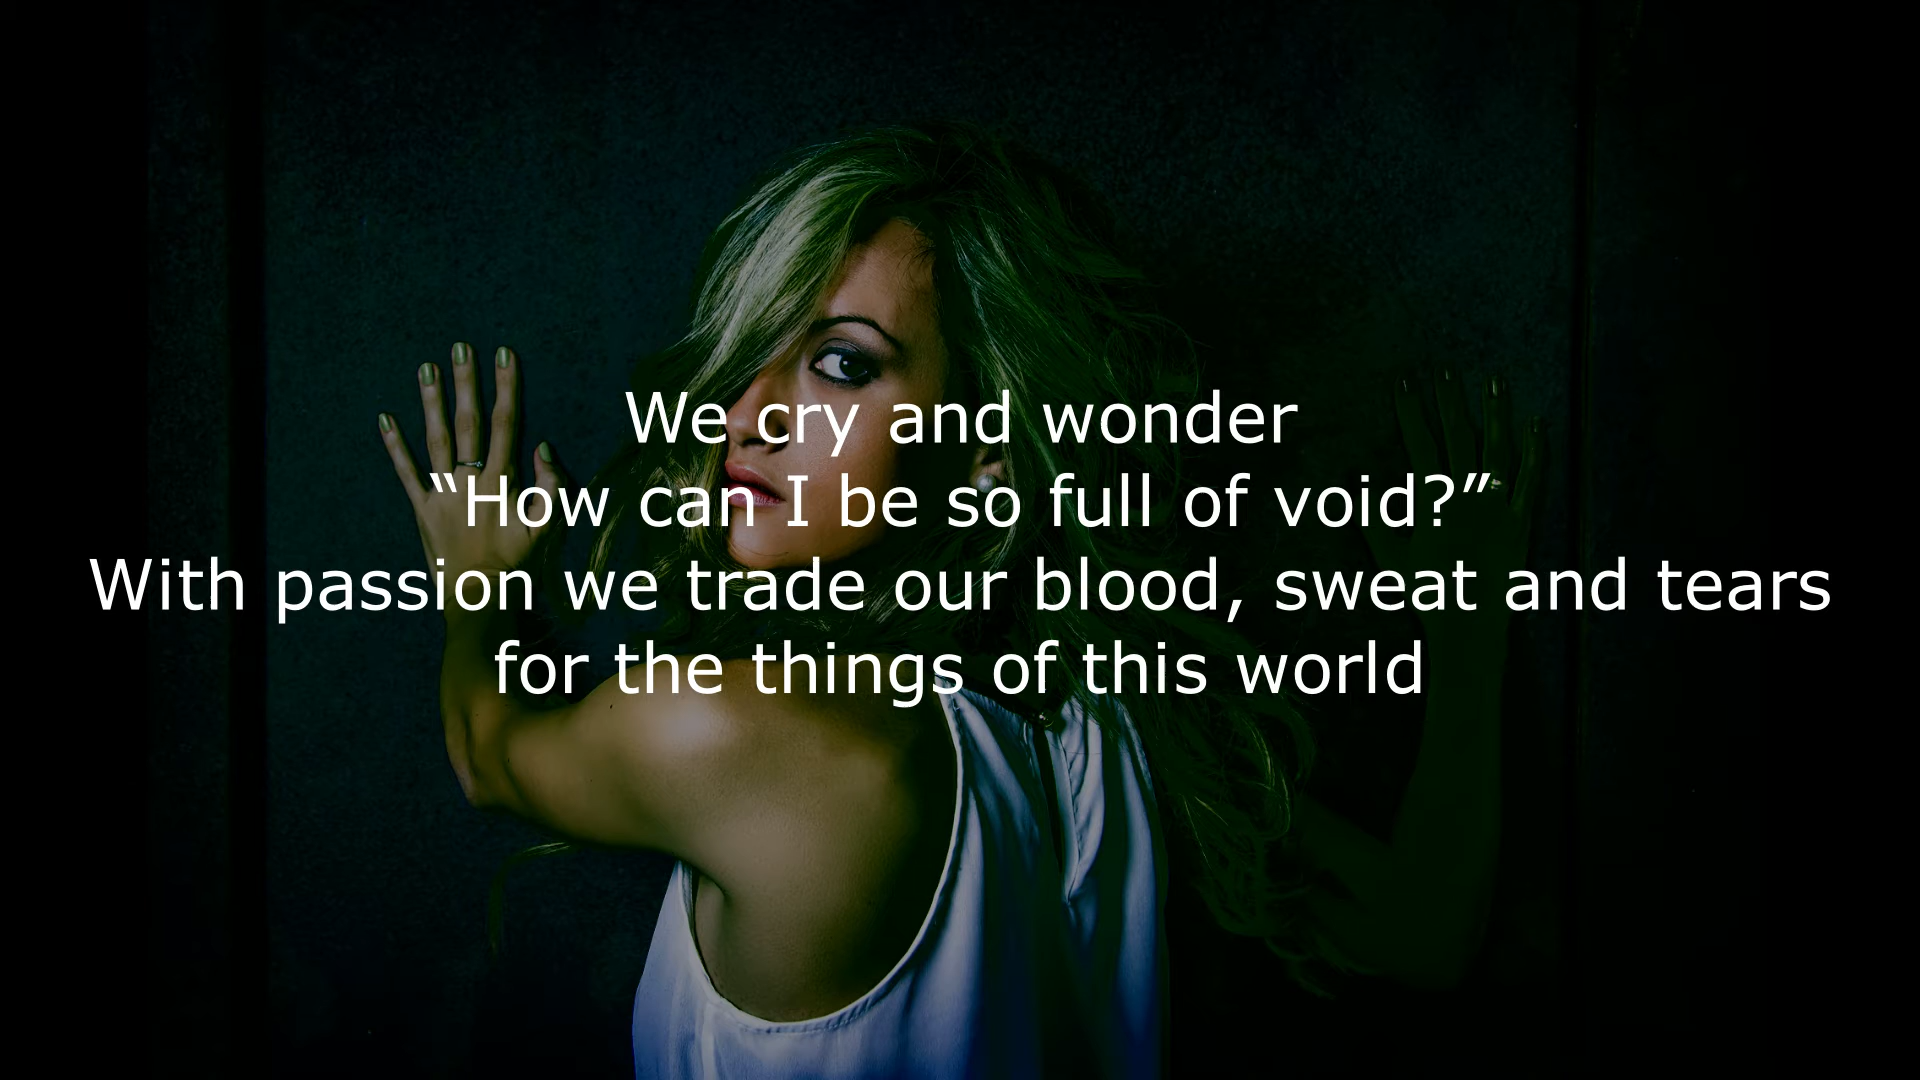 We cry and wonder
“How can I be so full of void?”
With passion we trade our blood, sweat and tears
for the things of this world